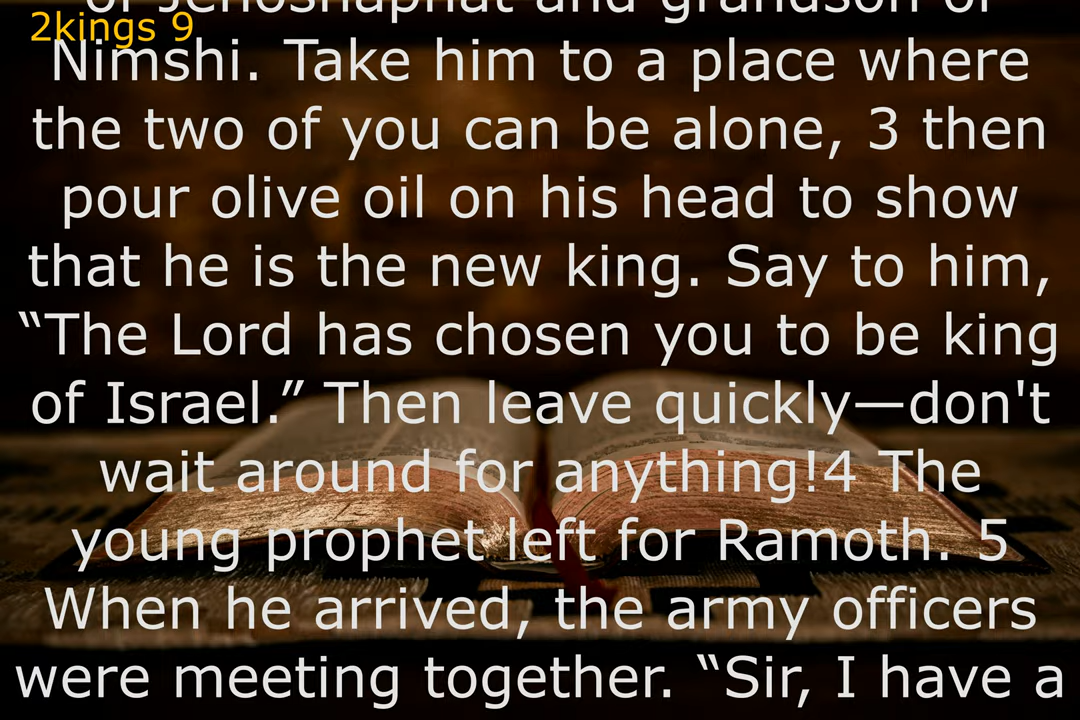 of Jehoshaphat and grandson of
2kings 9
Nimshi. Take him to a place where
the two of you can be alone, 3 then
pour olive oil on his head to show
that he is the new king. Say to him,
“The Lord has chosen you to be king
of Israel.” Then leave quickly—don't
wait around for anything!4 The
young prophet left for Ramoth. 5
When he arrived, the army officers
were meeting together. “Sir, I have a